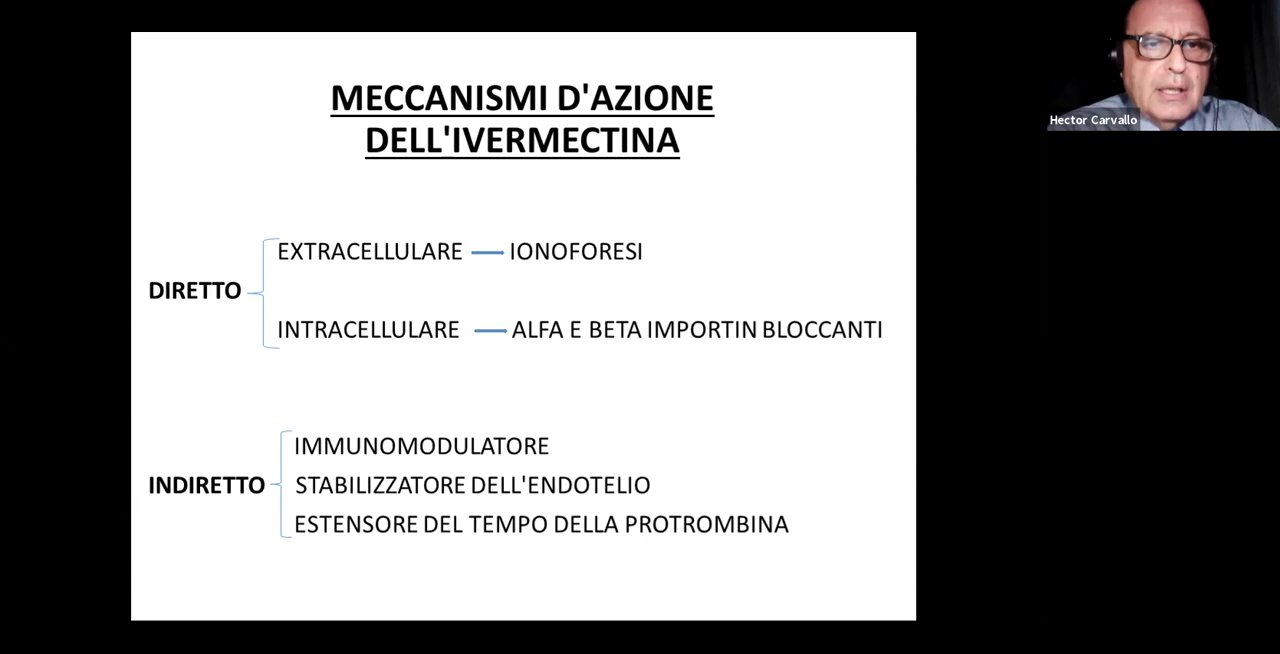 MECCANISMI D'AZIONE
DELL'IVERMECTINA
Hector Carvallo
EXTRACELLULARE IONOFORESI
DIRETTO
INTRACELLULARE ALFA E BETA IMPORTIN BLOCCANTI
IMMUNOMODULATORE
INDIRETTO STABILIZZATORE DELL'ENDOTELIO
ESTENSORE DEL TEMPO DELLA PROTROMBINA